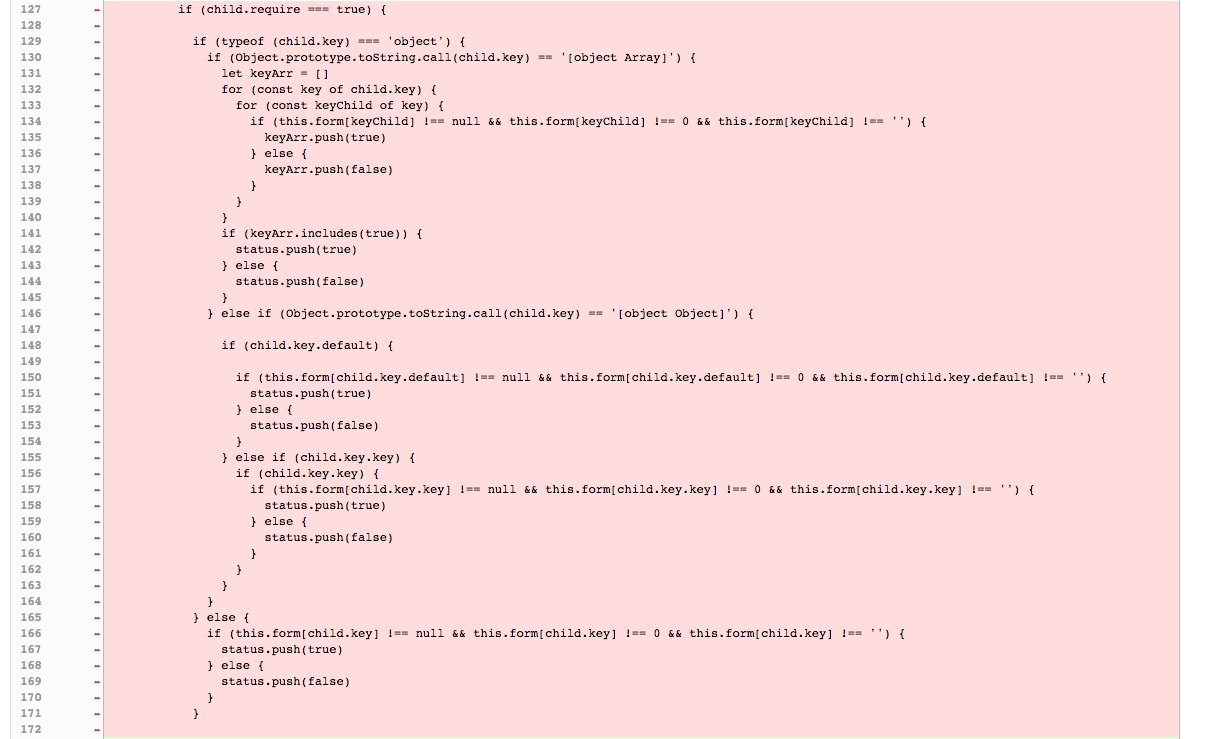 127 - if (child.require === true) {
128 -
129 - if (typeof (child.key) === 'object') {
130 - if (Object.prototype.toString.call(child.key) == '[object Array]') {
131 - let keyArr = []
132 - for (const key of child.key) {
133 - for (const keyChild of key) {
134 - if (this.form[keyChild] !== null && this.form[keyChild] !== 0 && this.form[keyChild] !== '') {
135 - keyArr.push(true)
136 - } else {
137 - keyArr.push(false)
138 - }
139 - }
140 - }
141 - if (keyArr.includes(true)) {
142 - status.push(true)
143 - } else {
144 - status.push(false)
145 - }
146 - } else if (Object.prototype.toString.call(child.key) == '[object Object]') {
147 -
148 - if (child.key.default) {
149 -
150 - if (this.form[child.key.default] !== null && this.form[child.key.default] !== 0 && this.form[child.key.default] !== '') {
151 - status.push(true)
152 - } else {
153 - status.push(false)
154 - }
155 - } else if (child.key.key) {
156 - if (child.key.key) {
157 - if (this.form[child.key.key] !== null && this.form[child.key.key] !== 0 && this.form[child.key.key] !== '') {
158 - status.push(true)
159 - } else {
160 - status.push(false)
161 - }
162 - }
163 - }
164 - }
165 - } else {
166 - if (this.form[child.key] !== null && this.form[child.key] !== 0 && this.form[child.key] !== '') {
167 - status.push(true)
168 - } else {
169 - status.push(false)
170 - }
171 - }
172 -